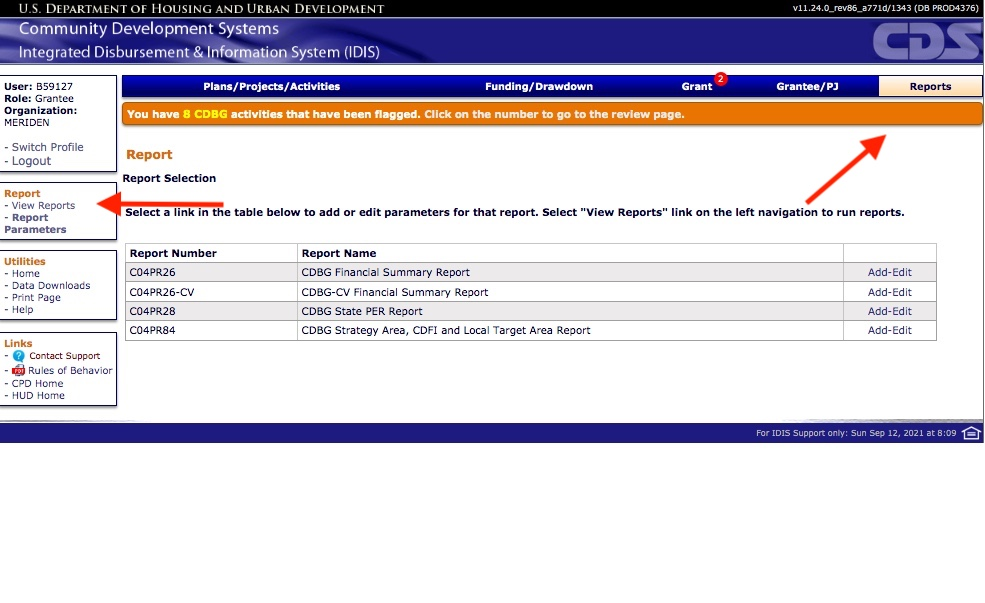 U.S. Department of Housing and Urban Development
v11.24.0_rev86_a771d/1343 (DB PROD4376)
Community Development Systems
Integrated Disbursement & Information System (IDIS)
CDS
User: B59127
Role: Grantee
Organization:
MERIDEN
- Switch Profile
- Logout
Plans/Projects/Activities Funding/Drawdown Grant 2 Grantee/PJ Reports
You have 8 CDBG activities that have been flagged. Click on the number to go to the review page.
Report
- View Reports
- Report
Parameters
Utilities
- Home
- Data Downloads
- Print Page
- Help
Links
- ? Contact Support
- PDF Rules of Behavior
- CPD Home
- HUD Home
Report
Report Selection
Select a link in the table below to add or edit parameters for that report. Select "View Reports" link on the left navigation to run reports.
Report Number Report Name
C04PR26 CDBG Financial Summary Report Add-Edit
C04PR26-CV CDBG-CV Financial Summary Report Add-Edit
C04PR28 CDBG State PER Report Add-Edit
C04PR84 CDBG Strategy Area, CDFI and Local Target Area Report Add-Edit
For IDIS Support only: Sun Sep 12, 2021 at 8:09